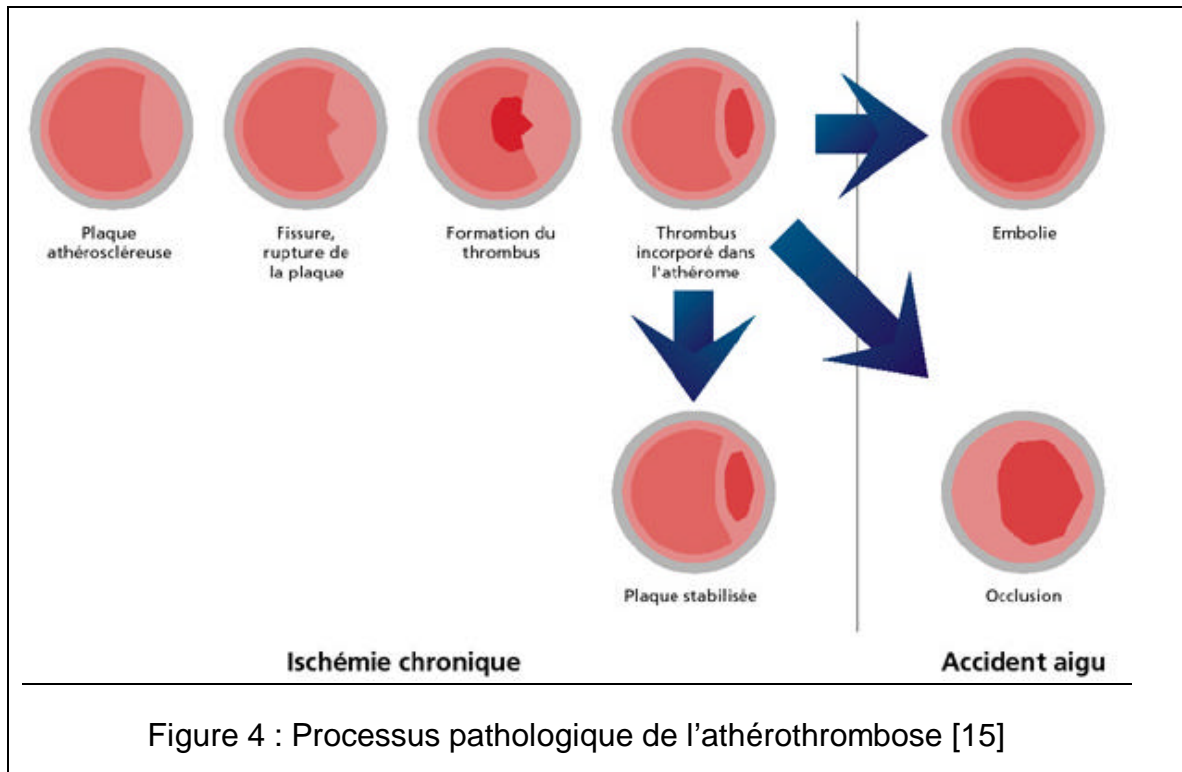 Plaque
athéroscléreuse
Fissure,
rupture de
la plaque
Formation du
thrombus
Thrombus
incorporé dans
l'athérome
Embolie
Plaque stabilisée
Occlusion
Ischémie chronique
Accident aigu
Figure 4 : Processus pathologique de l’athérothrombose [15]